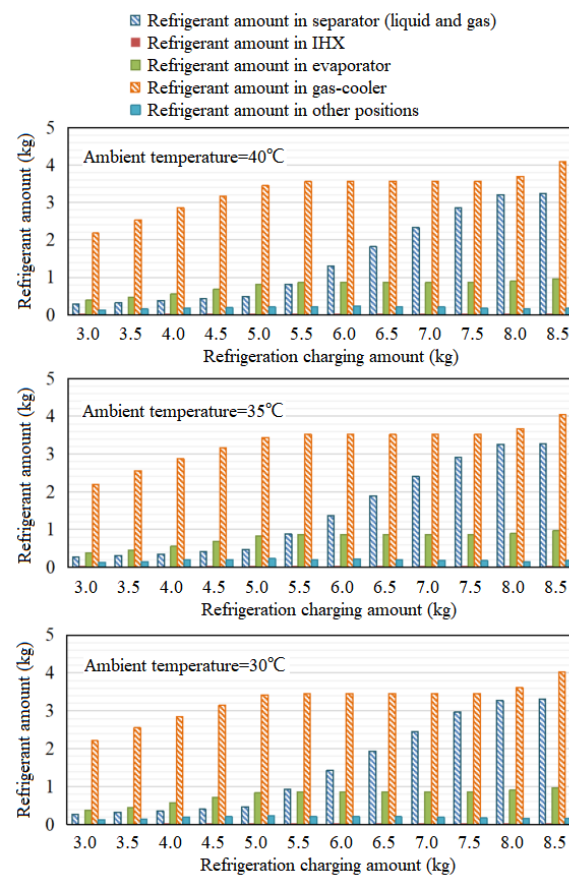 Refrigerant amount in separator (liquid and gas)
Refrigerant amount in IHX
Refrigerant amount in evaporator
Refrigerant amount in gas-cooler
Refrigerant amount in other positions
Refrigerant amount (kg)
5
4
3
2
1
0
Ambient temperature=40℃
3.0 3.5 4.0 4.5 5.0 5.5 6.0 6.5 7.0 7.5 8.0 8.5
Refrigeration charging amount (kg)
Refrigerant amount (kg)
5
4
3
2
1
0
Ambient temperature=35℃
3.0 3.5 4.0 4.5 5.0 5.5 6.0 6.5 7.0 7.5 8.0 8.5
Refrigeration charging amount (kg)
Refrigerant amount (kg)
5
4
3
2
1
0
Ambient temperature=30℃
3.0 3.5 4.0 4.5 5.0 5.5 6.0 6.5 7.0 7.5 8.0 8.5
Refrigeration charging amount (kg)